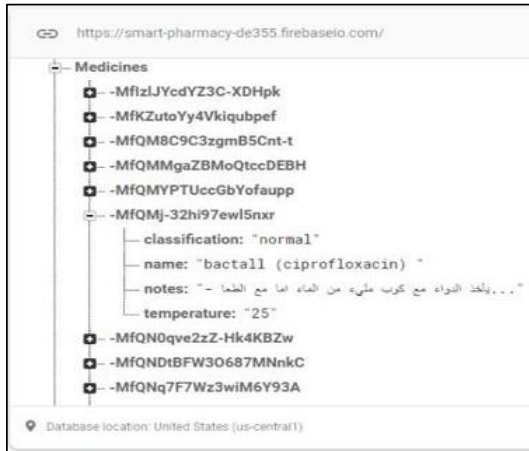 https://smart-pharmacy-de355.firebaseio.com/
Medicines
-MfIzlJYcdYZ3C-XDHpk
-MfKZutoYy4Vkiqubpef
-MfQM8C9C3zgmB5Cnt-t
-MfQMMgaZBMoQtccDEBH
-MfQMYPTUccGbYofaupp
-MfQMj-32hi97ewl5nxr
classification: "normal"
name: "bactall (ciprofloxacin) "
notes: "- يأخذ الدواء مع كوب مليء من الماء اما مع الطعا..."
temperature: "25"
-MfQN0qve2zZ-Hk4KBZw
-MfQNDtBFW3O687MNnkC
-MfQNq7F7Wz3wiM6Y93A
Database location: United States (us-central1)